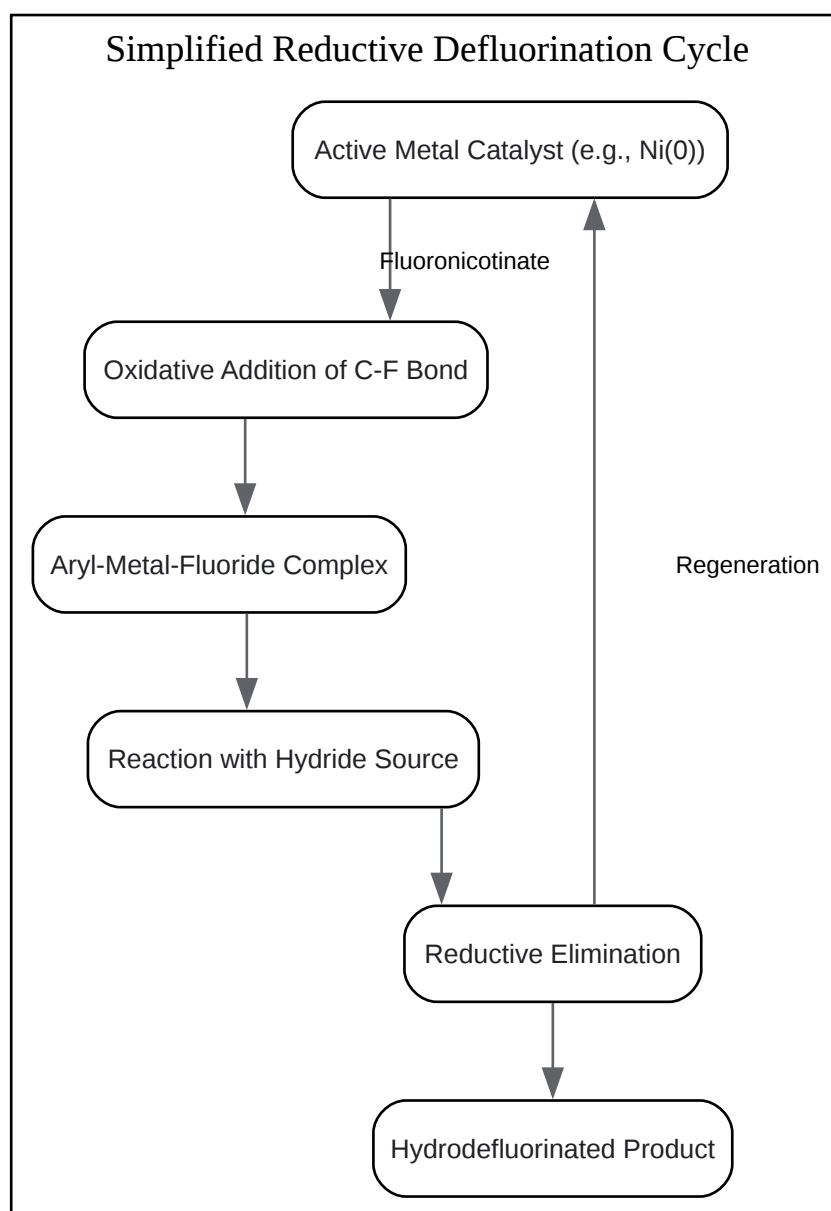 Simplified Reductive Defluorination Cycle
Active Metal Catalyst (e.g., Ni(0))
Fluoronicotinate
Oxidative Addition of C-F Bond
Aryl-Metal-Fluoride Complex
Regeneration
Reaction with Hydride Source
Reductive Elimination
Hydrodefluorinated Product